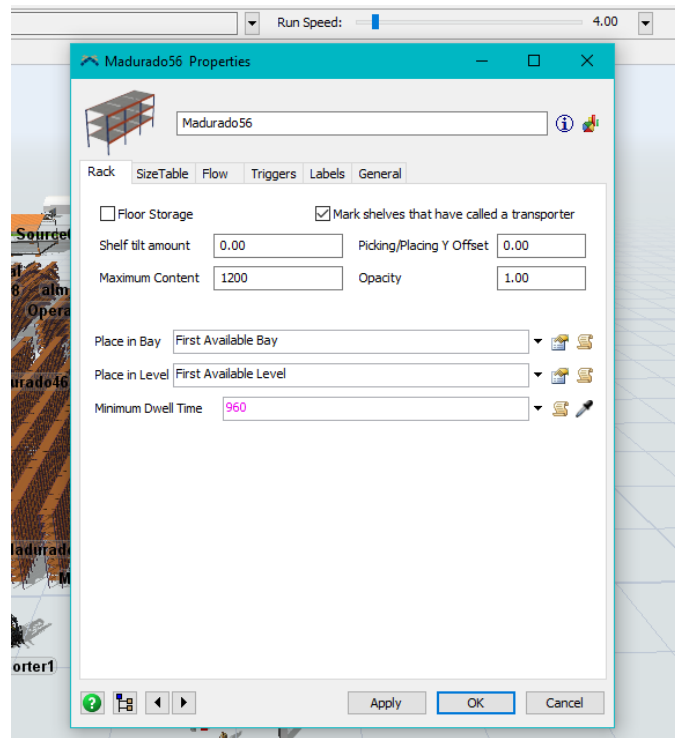 Run Speed: 4.00
Madurado56 Properties
Madurado56
Rack SizeTable Flow Triggers Labels General
Floor Storage Mark shelves that have called a transporter
Shelf tilt amount 0.00 Picking/Placing Y Offset 0.00
Maximum Content 1200 Opacity 1.00
Place in Bay First Available Bay
Place in Level First Available Level
Minimum Dwell Time 960
Source
8 alm
Opera
urado46
Madurado
M
orter1
Apply OK Cancel